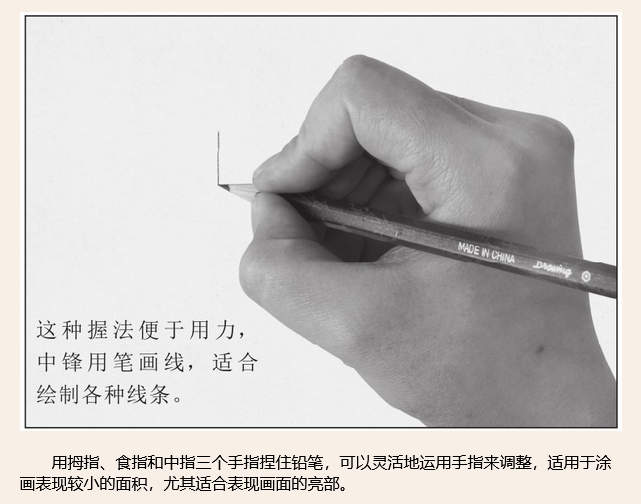 MADE IN CHINA Drawing
这种握法便于用力，
中锋用笔画线，适合
绘制各种线条。
用拇指、食指和中指三个手指捏住铅笔，可以灵活地运用手指来调整，适用于涂
画表现较小的面积，尤其适合表现画面的亮部。